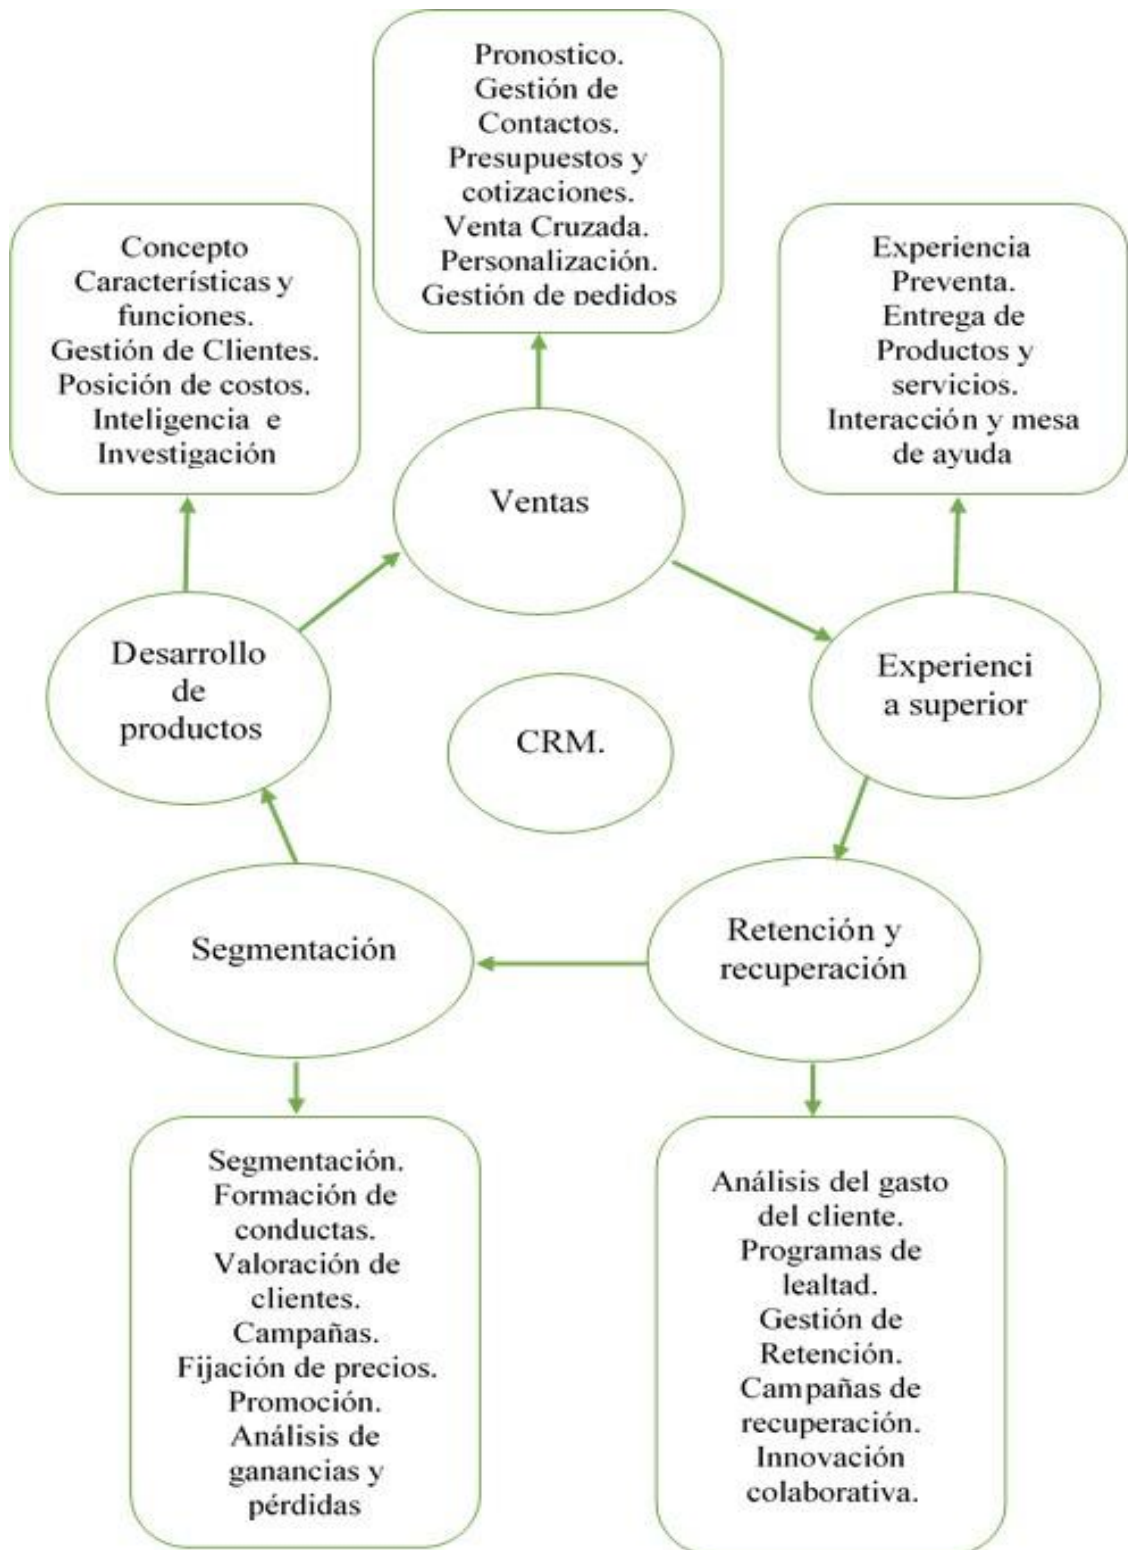 Pronostico.
Gestión de
Contactos.
Presupuestos y
cotizaciones.
Venta Cruzada.
Personalización.
Gestión de pedidos
Concepto
Características y
funciones.
Gestión de Clientes.
Posición de costos.
Inteligencia e
Investigación
Experiencia
Preventa.
Entrega de
Productos y
servicios.
Interacción y mesa
de ayuda
Ventas
Desarrollo
de
productos
Experienci
a superior
CRM.
Segmentación
Retención y
recuperación
Segmentación.
Formación de
conductas.
Valoración de
clientes.
Campañas.
Fijación de precios.
Promoción.
Análisis de
ganancias y
pérdidas
Análisis del gasto
del cliente.
Programas de
lealtad.
Gestión de
Retención.
Campañas de
recuperación.
Innovación
colaborativa.